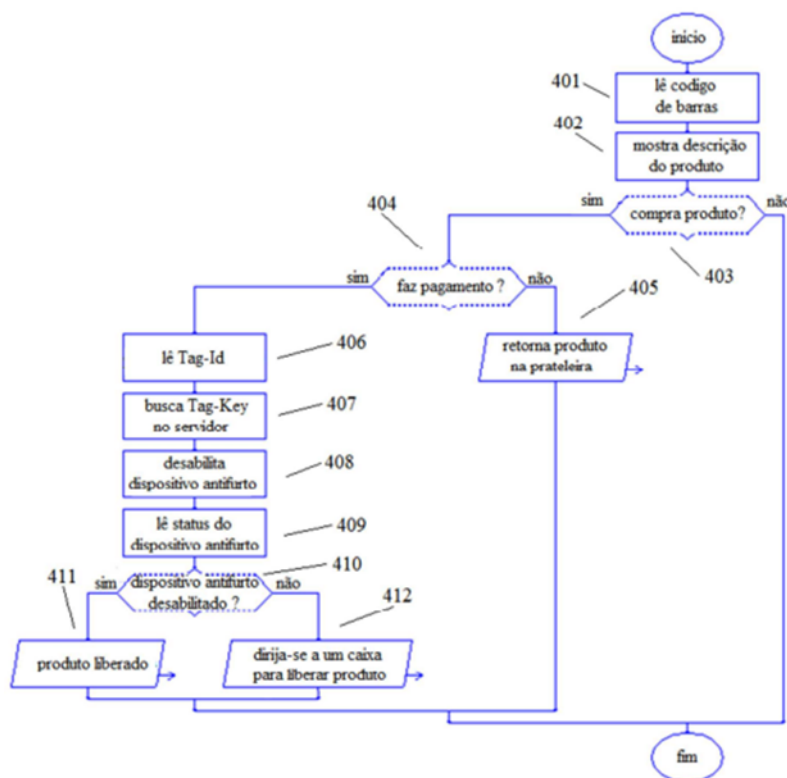 inicio
401
lê codigo
de barras
402
mostra descrição
do produto
sim
compra produto?
não
403
404
sim
faz pagamento ?
não
405
retorna produto
na prateleira
lê Tag-Id
406
busca Tag-Key
no servidor
407
desabilita
dispositivo antifurto
408
lê status do
dispositivo antifurto
409
410
sim
dispositivo antifurto
desabilitado ?
não
411
produto liberado
412
dirija-se a um caixa
para liberar produto
fim